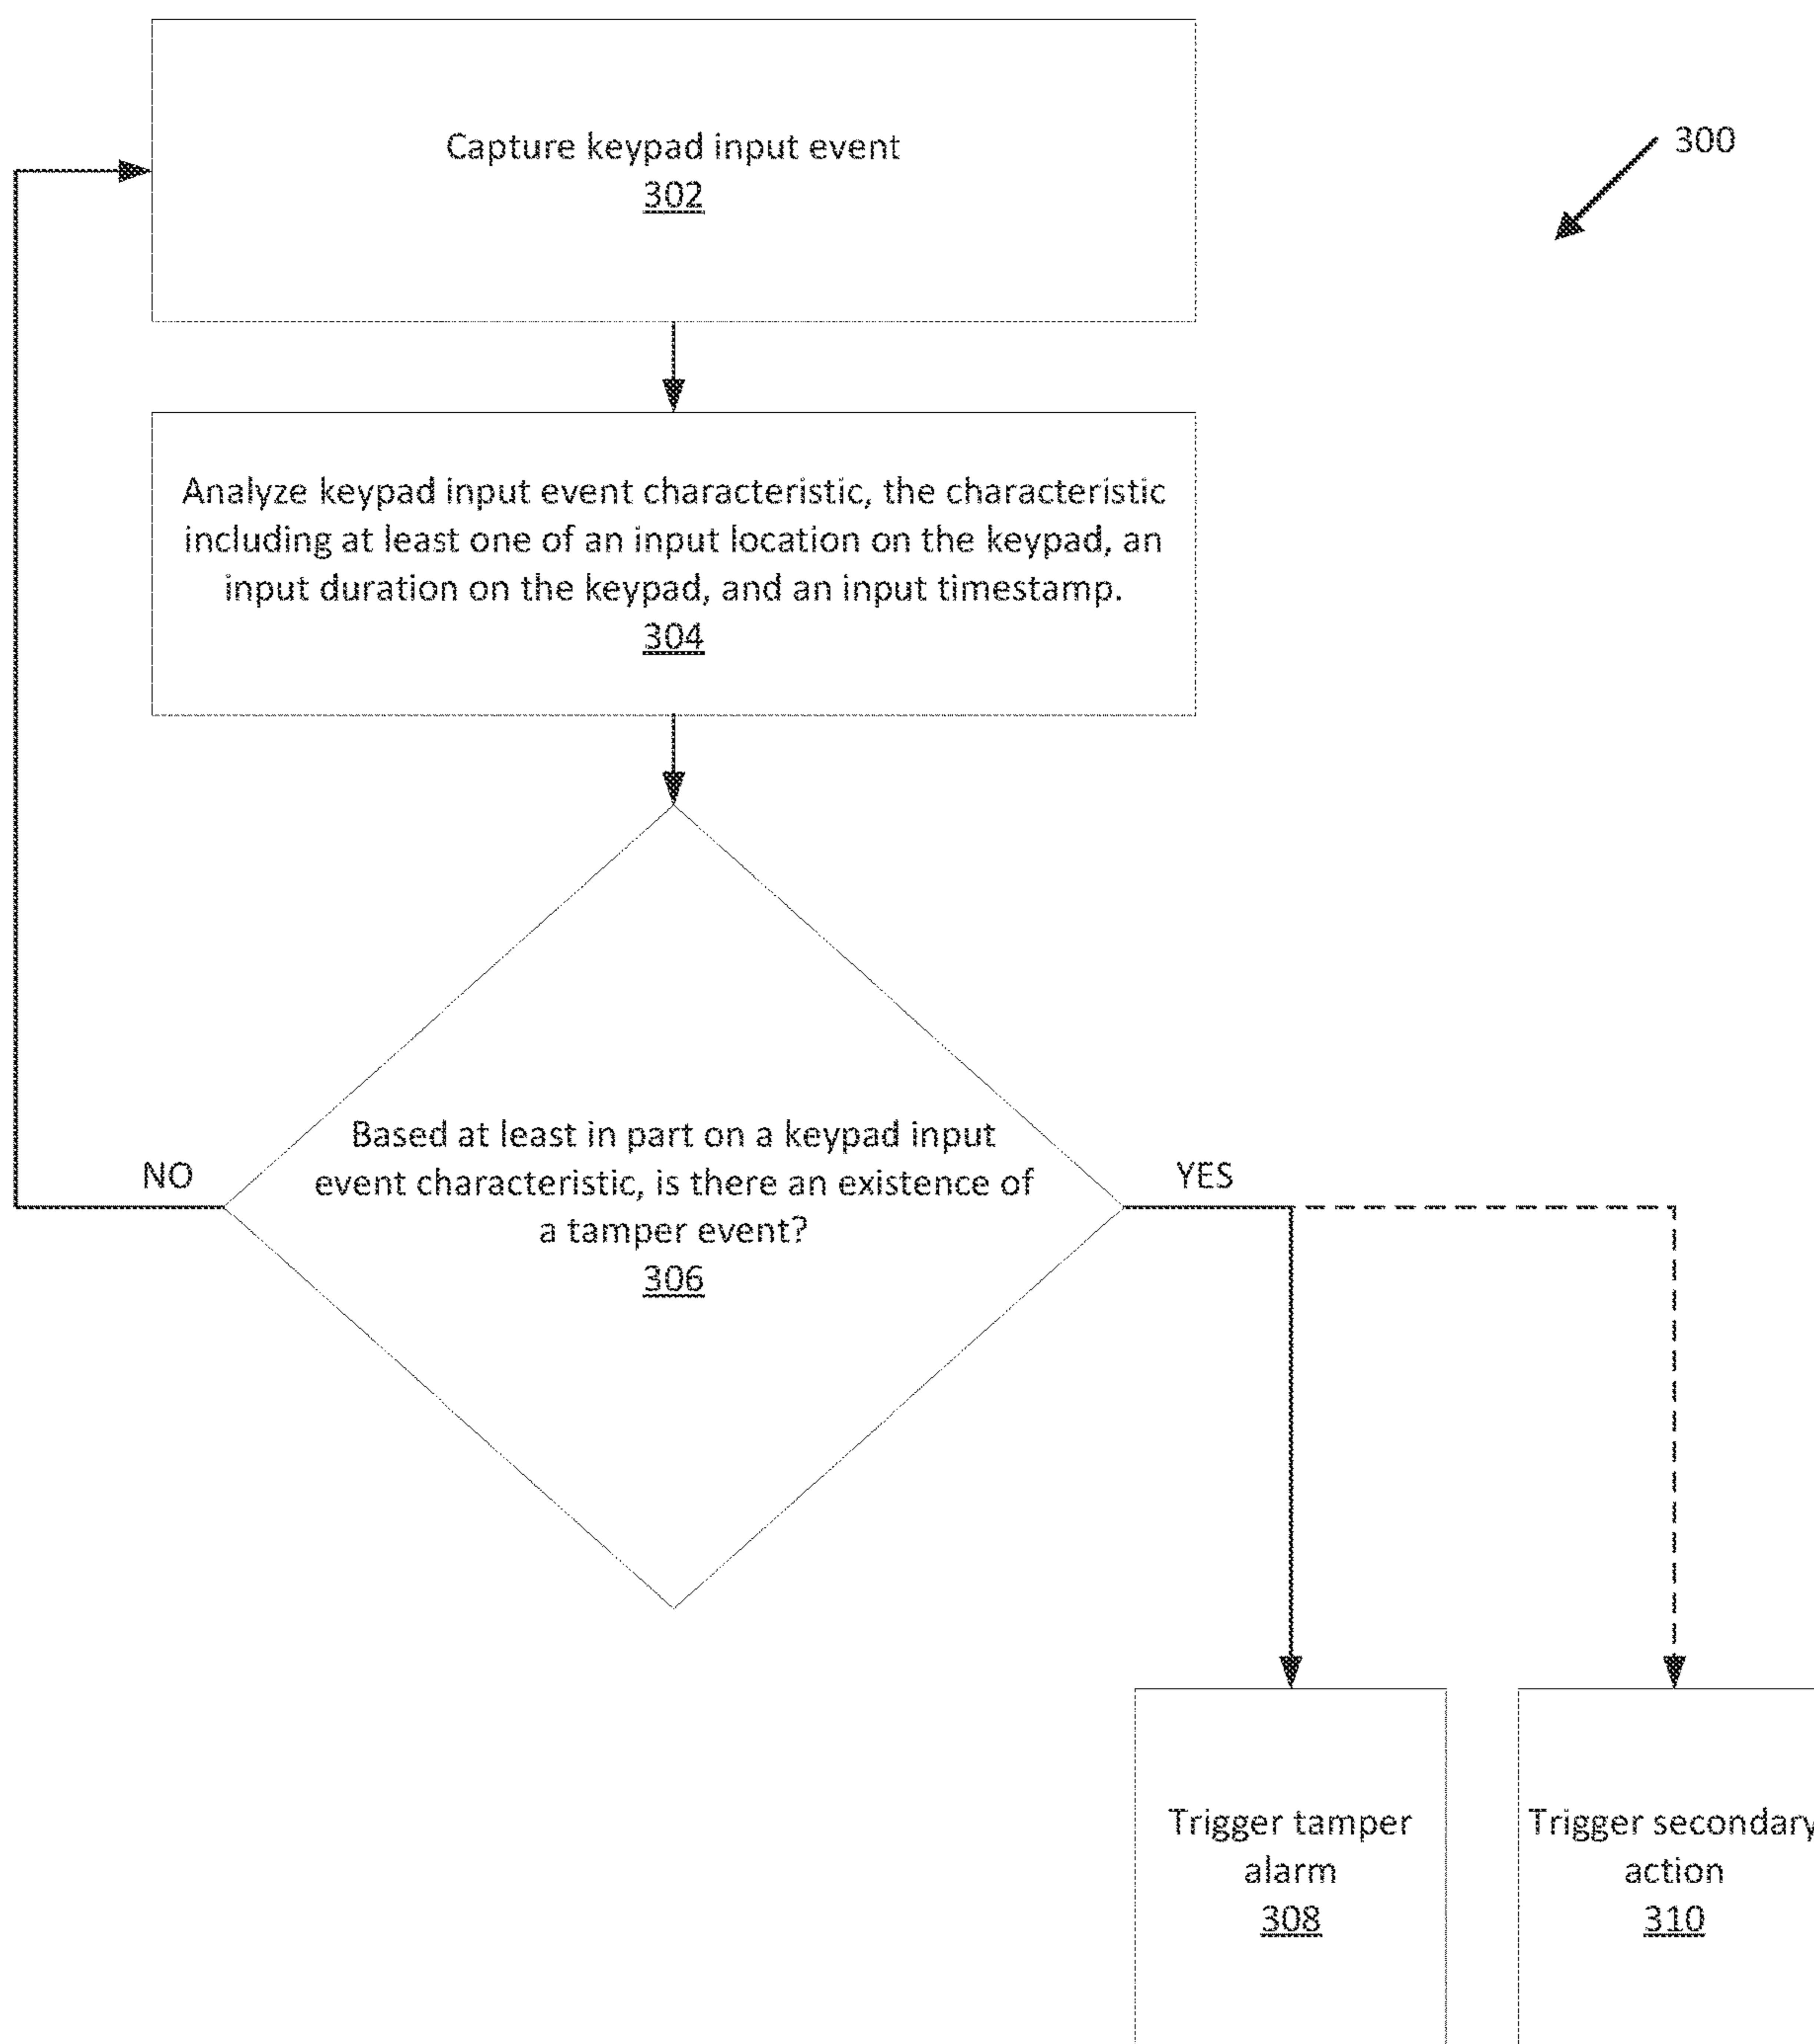 Capture keypad input event
302
300
Analyze keypad input event characteristic, the characteristic
including at least one of an input location on the keypad, an
input duration on the keypad, and an input timestamp.
304
Based at least in part on a keypad input
event characteristic, is there an existence of
a tamper event?
306
NO
YES
Trigger tamper
alarm
308
Trigger secondary
action
310